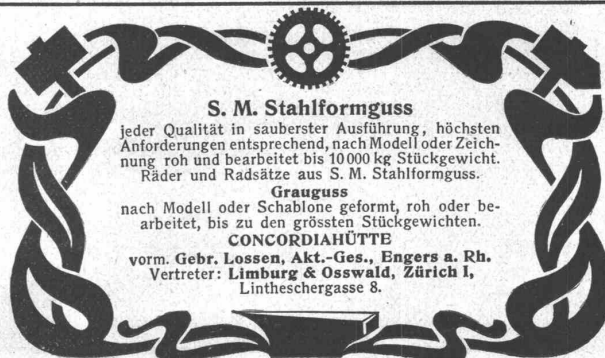 S. M. Stahlformguss
jeder Qualität in sauberster Ausführung, höchsten
Anforderungen entsprechend, nach Modell oder Zeich-
nung roh und bearbeitet bis 10000 kg Stückgewicht.
Räder und Radsätze aus S. M. Stahlformguss.
Grauguss
nach Modell oder Schablone geformt, roh oder be-
arbeitet, bis zu den grössten Stückgewichten.
CONCORDIAHÜTTE
vorm. Gebr. Lossen, Akt.-Ges., Engers a. Rh.
Vertreter: Limburg & Osswald, Zürich I,
Lintheschergasse 8.